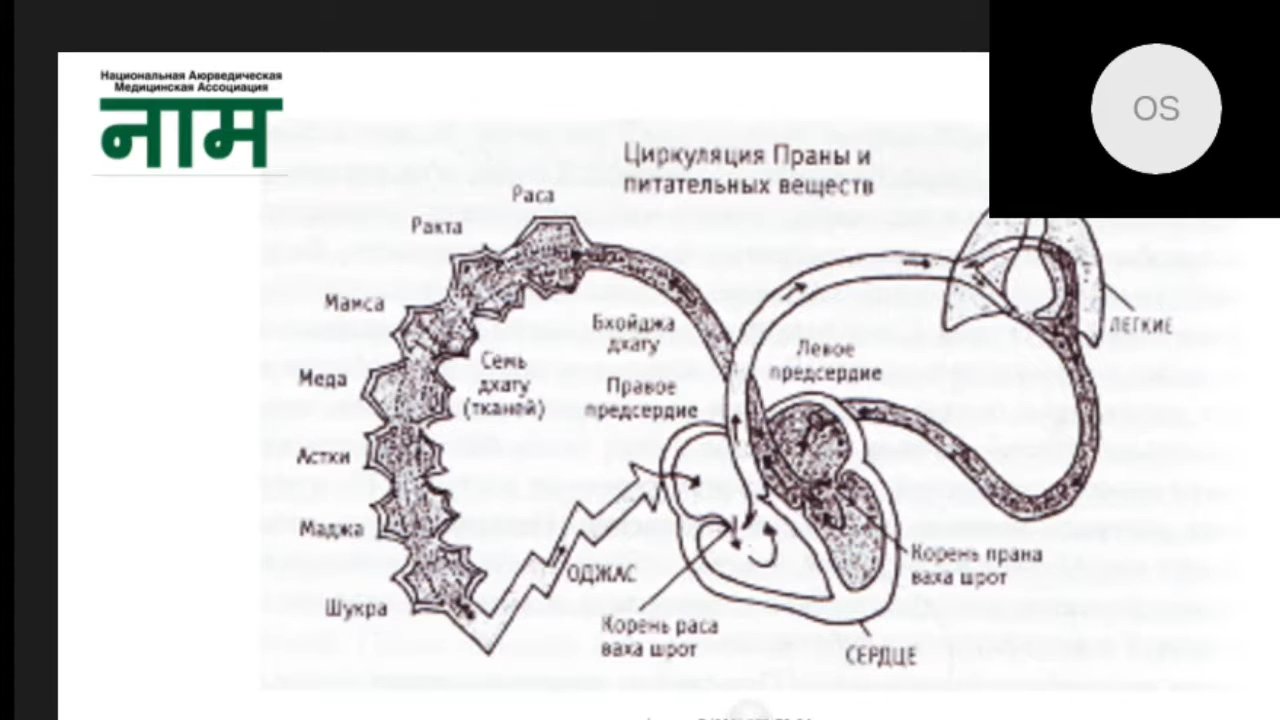 Национальная Аюрведическая
Медицинская Ассоциация
नाम
OS
Циркуляция Праны и
питательных веществ
Раса
Ракта
Мамса
Меда
Астки
Маджа
Шукра
Семь
дхату
(тканей)
Бхойджа
дхату
Правое
предсердие
Левое
предсердие
ЛЕГКИЕ
ОДЖАС
Корень раса
ваха шрот
Корень прана
ваха шрот
СЕРДЦЕ